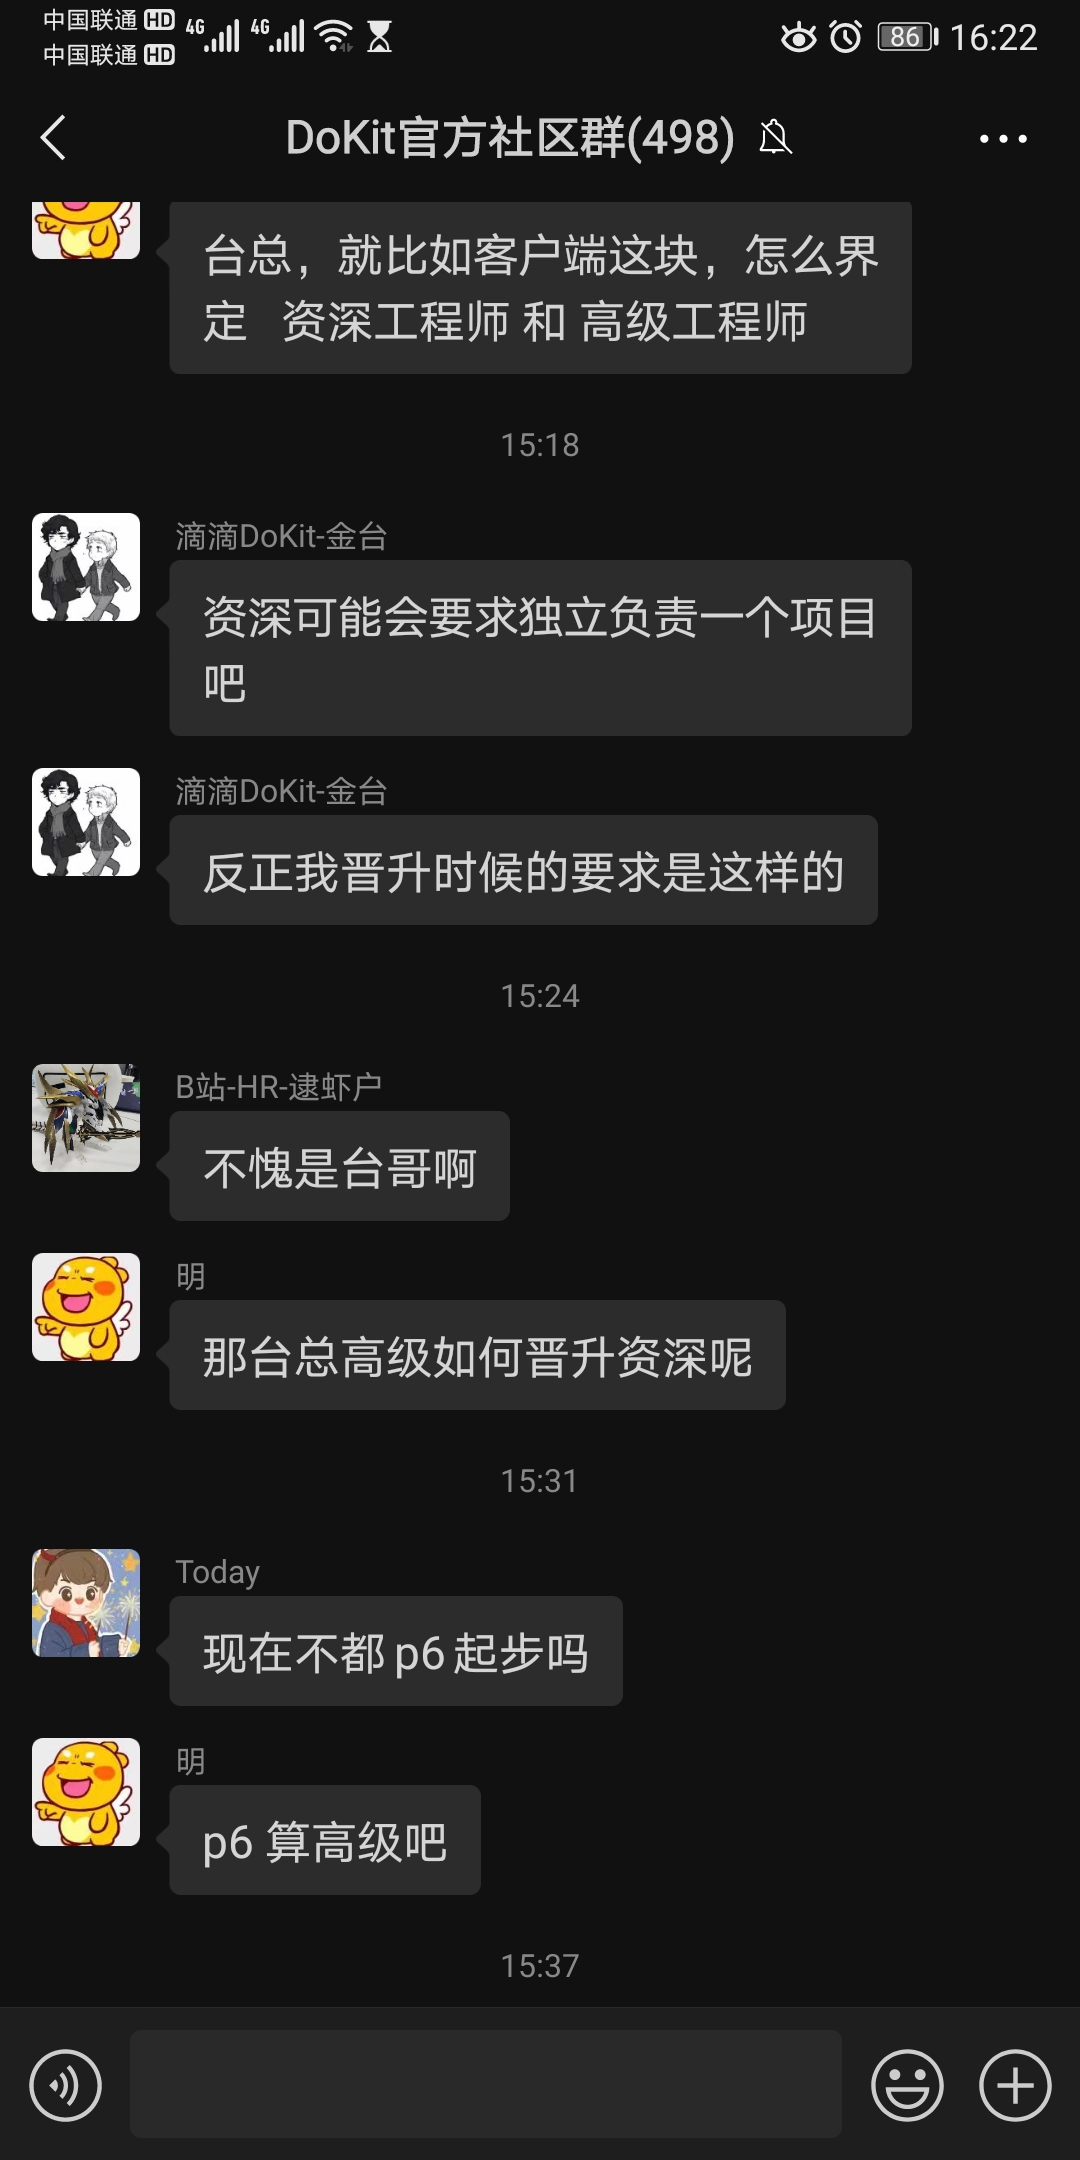 中国联通 HD 4G 4G 86 16:22
中国联通 HD
DoKit官方社区群(498)
台总，就比如客户端这块，怎么界
定 资深工程师 和 高级工程师
15:18
滴滴DoKit-金台
资深可能会要求独立负责一个项目
吧
滴滴DoKit-金台
反正我晋升时候的要求是这样的
15:24
B站-HR-逮虾户
不愧是台哥啊
明
那台总高级如何晋升资深呢
15:31
Today
现在不都 p6 起步吗
明
p6 算高级吧
15:37